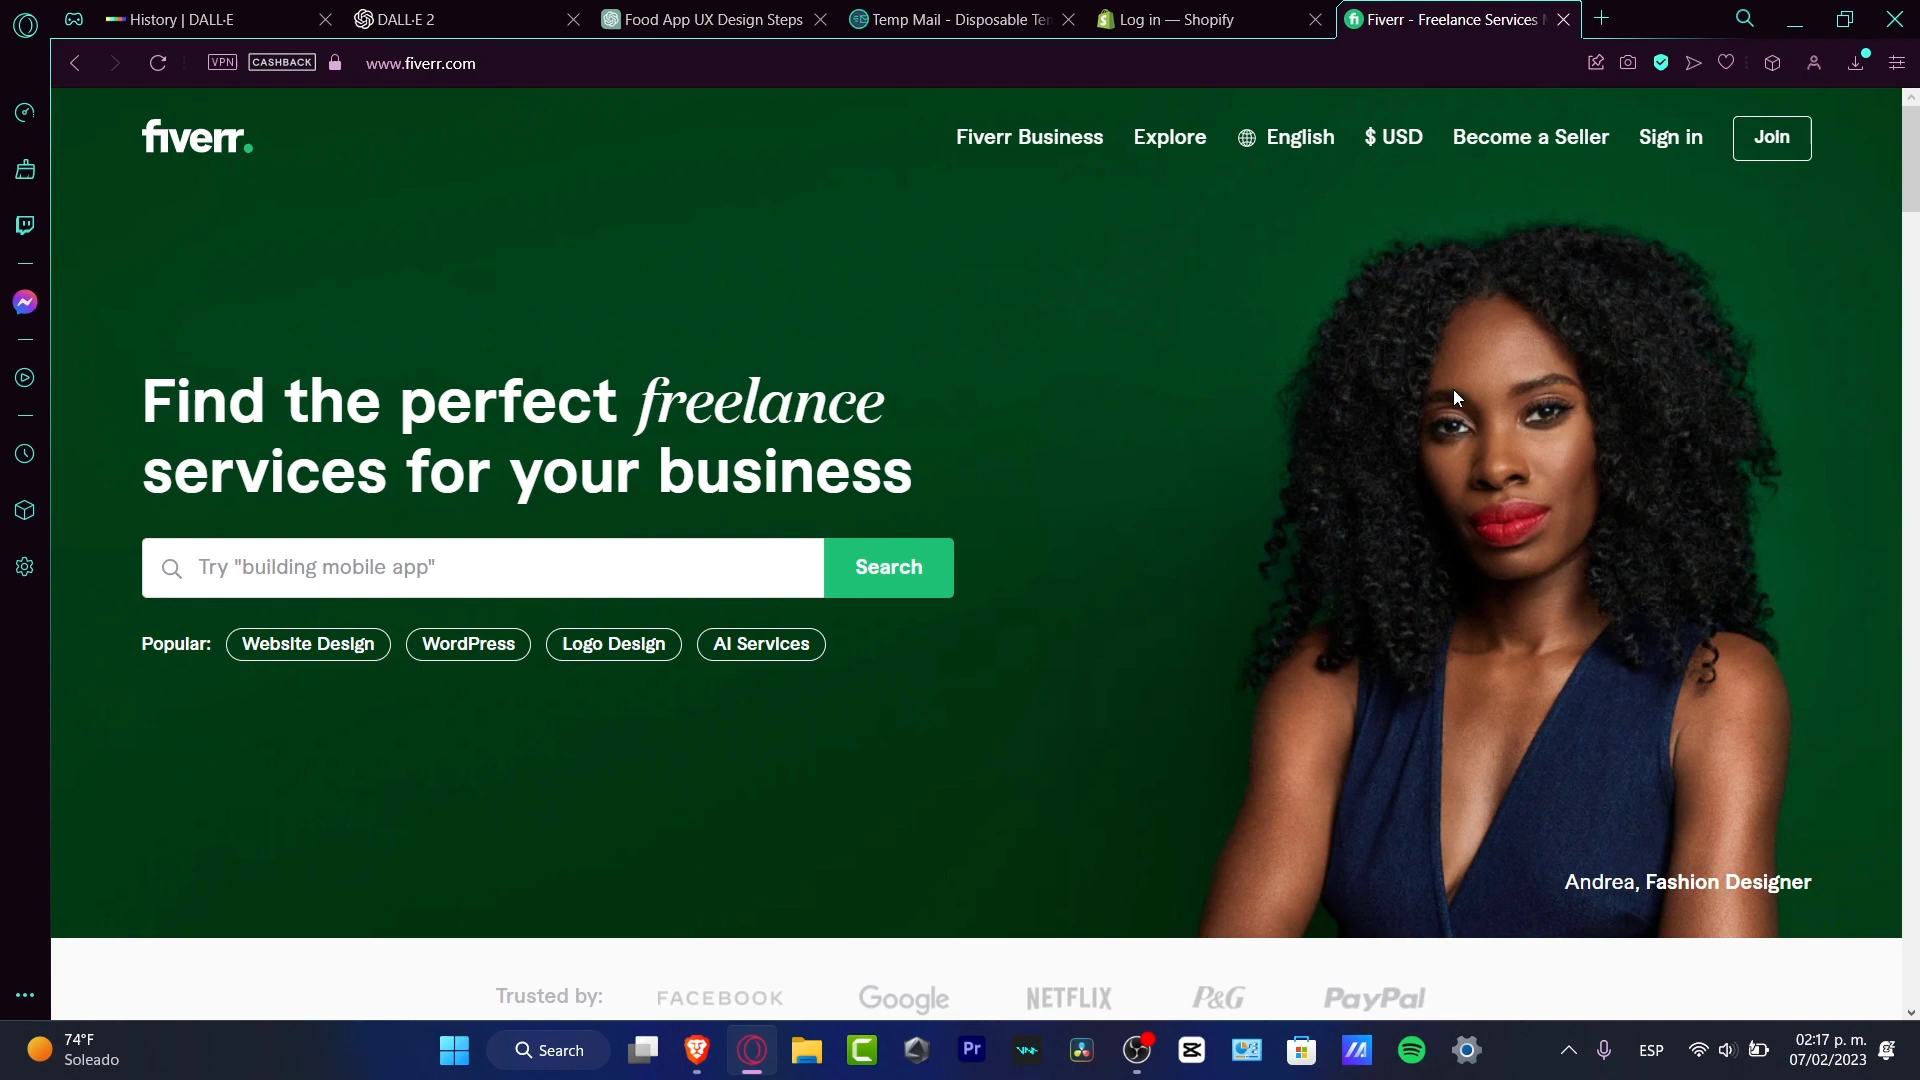 History | DALL·E
DALL·E 2
Food App UX Design Steps
Temp Mail - Disposable Ten
Log in — Shopify
Fiverr - Freelance Services
VPN
CASHBACK
www.fiverr.com
fiverr.
Fiverr Business
Explore
English
$ USD
Become a Seller
Sign in
Join
Find the perfect freelance
services for your business
Try "building mobile app"
Search
Popular:
Website Design
WordPress
Logo Design
AI Services
Andrea, Fashion Designer
Trusted by:
FACEBOOK
Google
NETFLIX
P&G
PayPal
74°F
Soleado
Search
Pr
ESP
02:17 p. m.
07/02/2023